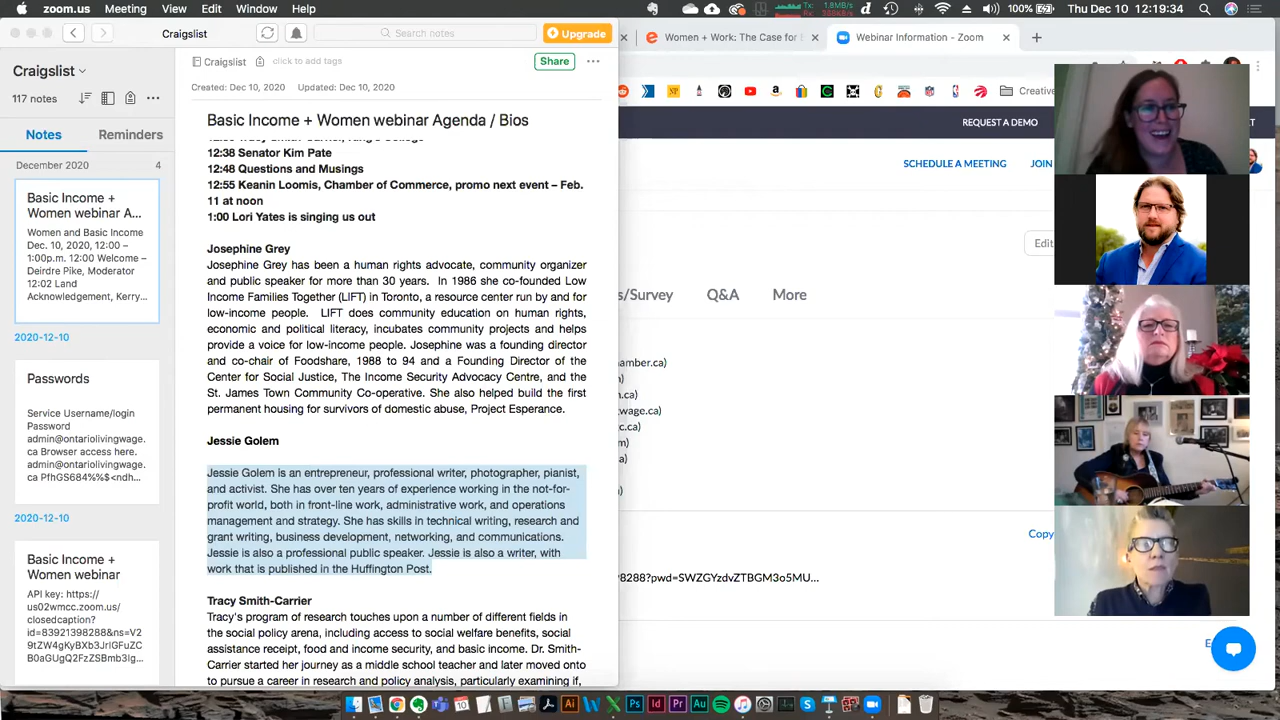 zoom.us Meeting View Edit Window Help
1.8MB/s
388KB/s
100% Thu Dec 10 12:19:34
Craigslist
Search notes
Upgrade
Women + Work: The Case for
Webinar Information - Zoom
Craigslist
117 notes
Notes Reminders
December 2020 4
Basic Income +
Women webinar A...
Women and Basic Income
Dec. 10, 2020, 12:00 –
1:00p.m. 12:00 Welcome –
Deirdre Pike, Moderator
12:02 Land
Acknowledgement, Kerry...
2020-12-10
Passwords
Service Username/login
Password
admin@ontariolivingwage.
ca Browser access here.
admin@ontariolivingwage.
ca PfhGS684%%$<ndh...
2020-12-10
Basic Income +
Women webinar
API key: https://
us02wmcc.zoom.us/
closedcaption?
id=83921398288&ns=V2
Craigslist click to add tags
Share
Created: Dec 10, 2020 Updated: Dec 10, 2020
Basic Income + Women webinar Agenda / Bios
12:38 Senator Kim Pate
12:48 Questions and Musings
12:55 Keanin Loomis, Chamber of Commerce, promo next event – Feb.
11 at noon
1:00 Lori Yates is singing us out
Josephine Grey
Josephine Grey has been a human rights advocate, community organizer
and public speaker for more than 30 years. In 1986 she co-founded Low
Income Families Together (LIFT) in Toronto, a resource center run by and for
low-income people. LIFT does community education on human rights,
economic and political literacy, incubates community projects and helps
provide a voice for low-income people. Josephine was a founding director
and co-chair of Foodshare, 1988 to 94 and a Founding Director of the
Center for Social Justice, The Income Security Advocacy Centre, and the
St. James Town Community Co-operative. She also helped build the first
permanent housing for survivors of domestic abuse, Project Esperance.
Jessie Golem
Jessie Golem is an entrepreneur, professional writer, photographer, pianist,
and activist. She has over ten years of experience working in the not-for-
profit world, both in front-line work, administrative work, and operations
management and strategy. She has skills in technical writing, research and
grant writing, business development, networking, and communications.
Jessie is also a professional public speaker. Jessie is also a writer, with
work that is published in the Huffington Post.
Tracy Smith-Carrier
Tracy's program of research touches upon a number of different fields in
the social policy arena, including access to social welfare benefits, social
assistance receipt, food and income security, and basic income. Dr. Smith-
Carrier started her journey as a middle school teacher and later moved onto
to pursue a career in research and policy analysis, particularly examining if,
Creative
REQUEST A DEMO
SCHEDULE A MEETING JOIN
Edit
s/Survey Q&A More
amber.ca)
wage.ca)
Copy
8288?pwd=SWZGYzdvZTBGM3o5MU...